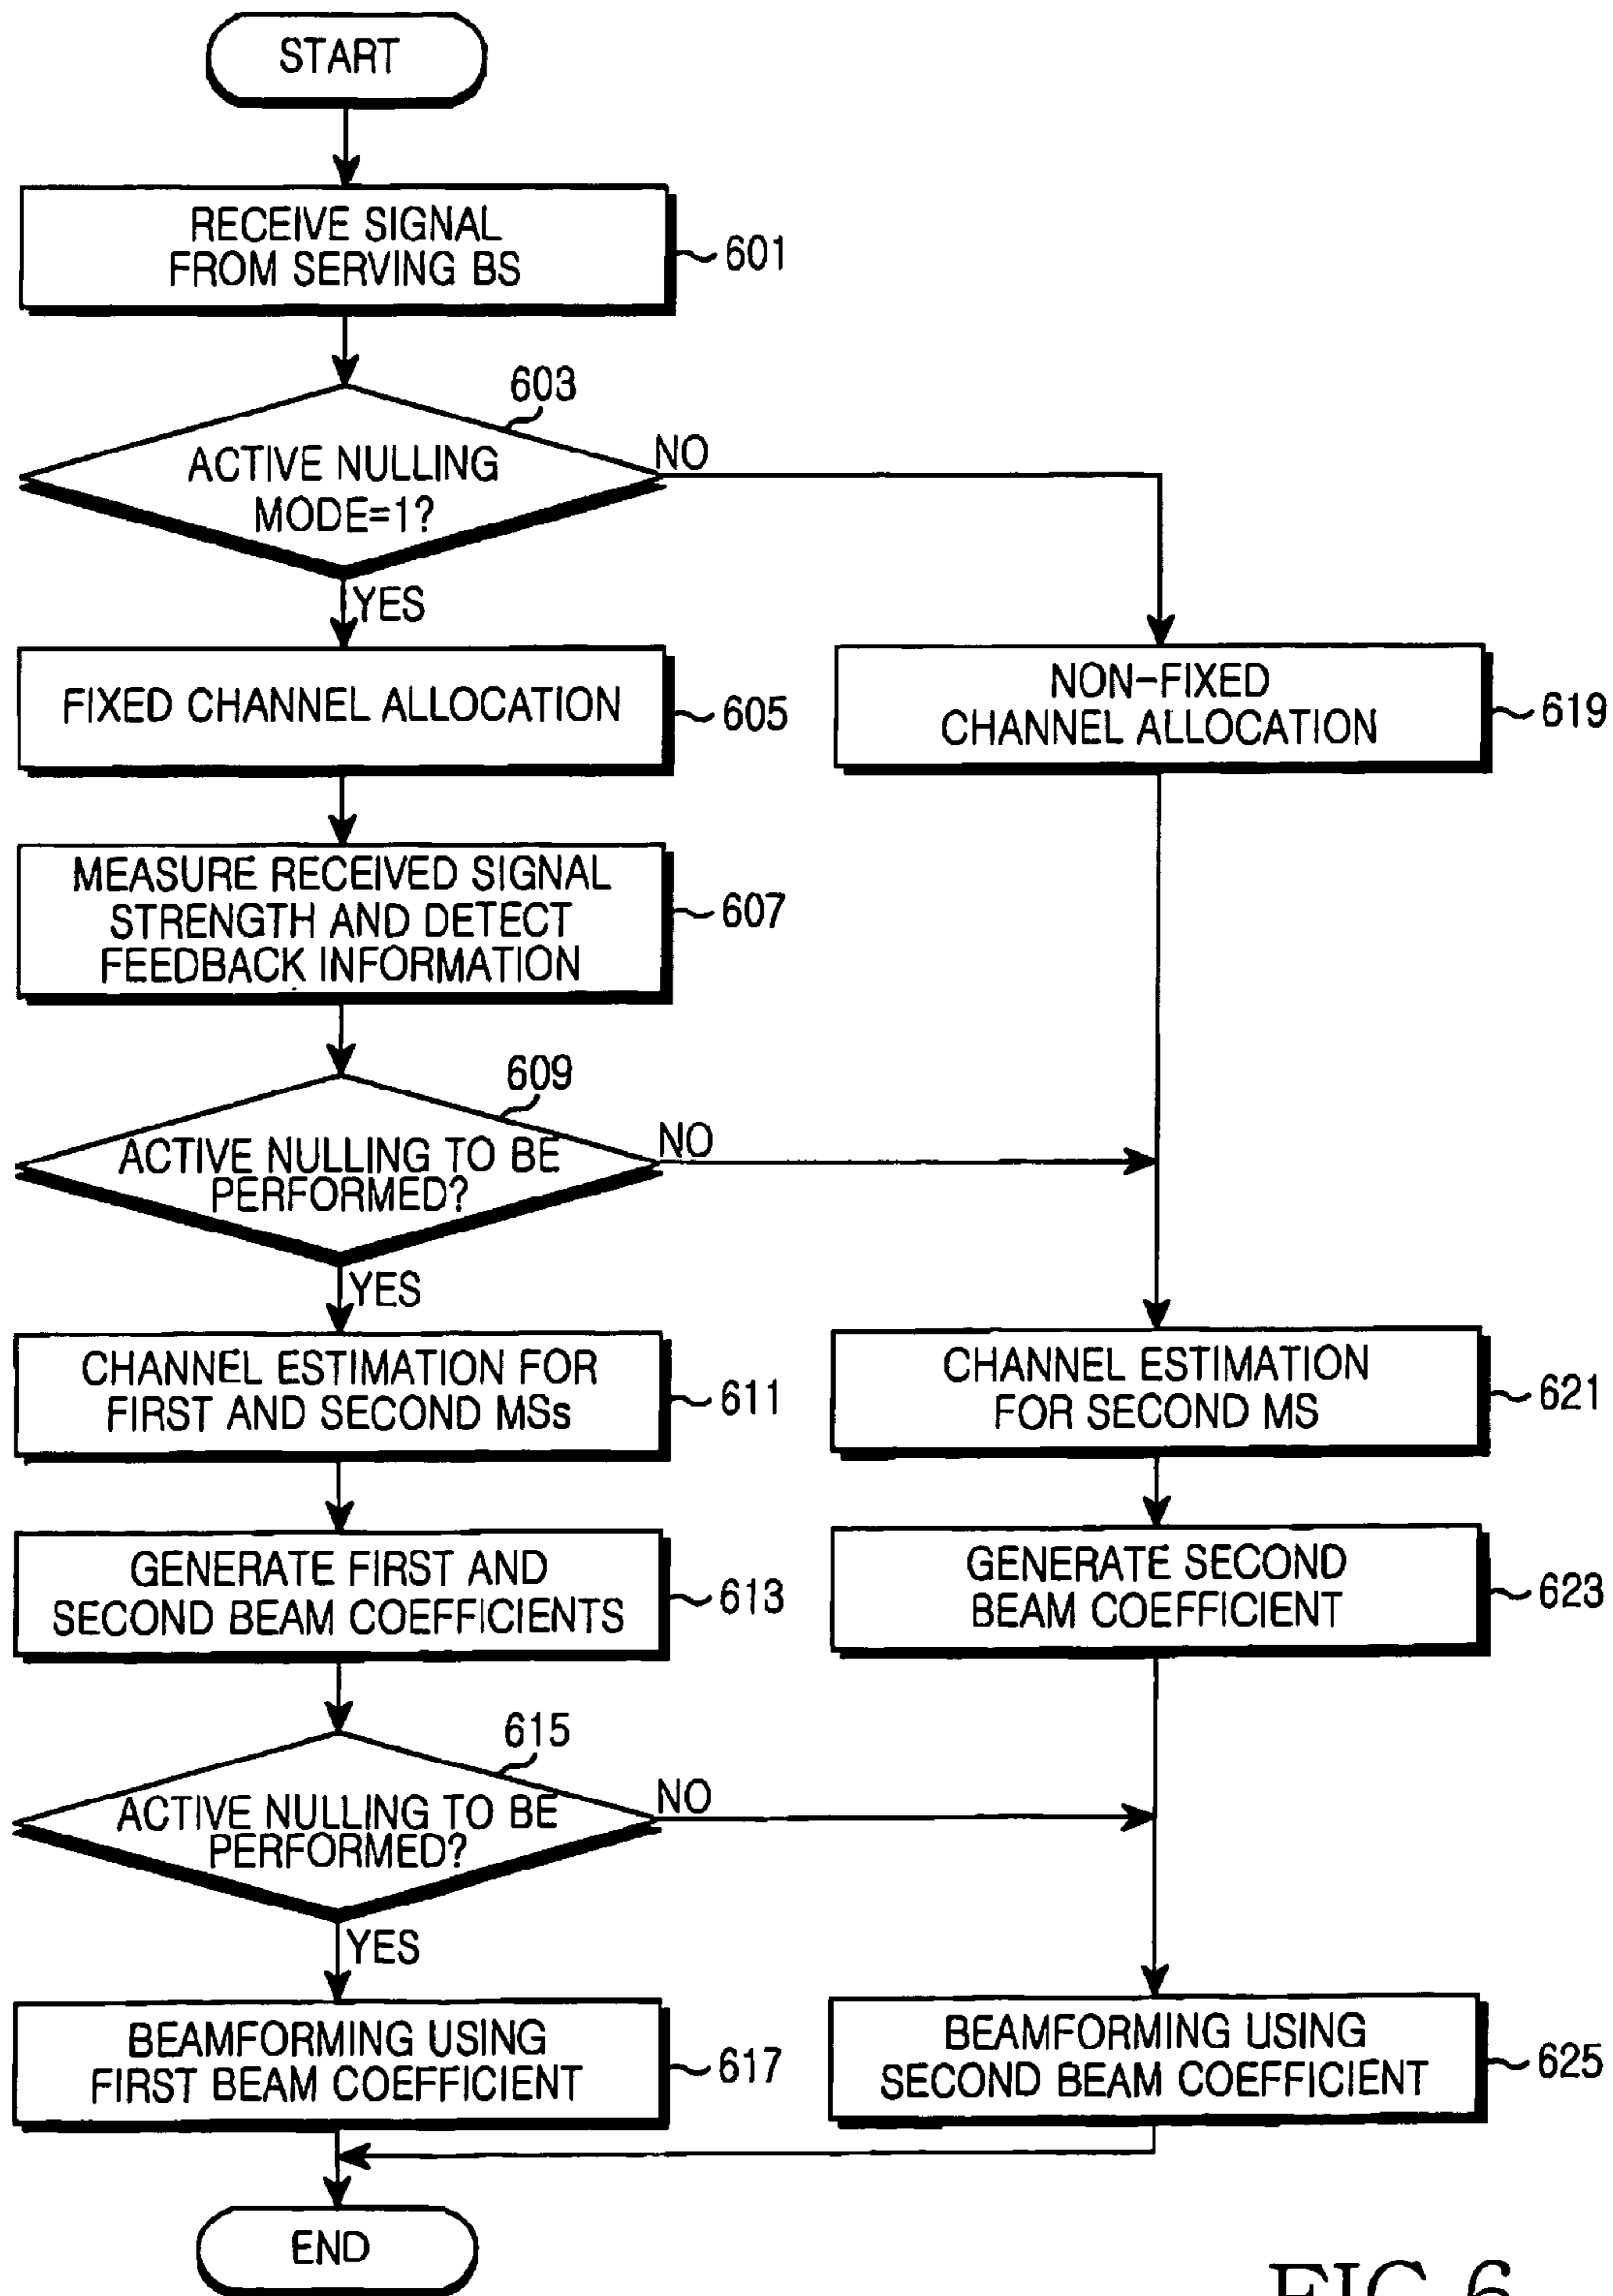 START
RECEIVE SIGNAL
FROM SERVING BS
601
603
ACTIVE NULLING
MODE=1?
NO
YES
FIXED CHANNEL ALLOCATION
605
NON-FIXED
CHANNEL ALLOCATION
619
MEASURE RECEIVED SIGNAL
STRENGTH AND DETECT
FEEDBACK INFORMATION
607
609
ACTIVE NULLING TO BE
PERFORMED?
NO
YES
CHANNEL ESTIMATION FOR
FIRST AND SECOND MSs
611
CHANNEL ESTIMATION
FOR SECOND MS
621
GENERATE FIRST AND
SECOND BEAM COEFFICIENTS
613
GENERATE SECOND
BEAM COEFFICIENT
623
615
ACTIVE NULLING TO BE
PERFORMED?
NO
YES
BEAMFORMING USING
FIRST BEAM COEFFICIENT
617
BEAMFORMING USING
SECOND BEAM COEFFICIENT
625
END
FIG.6